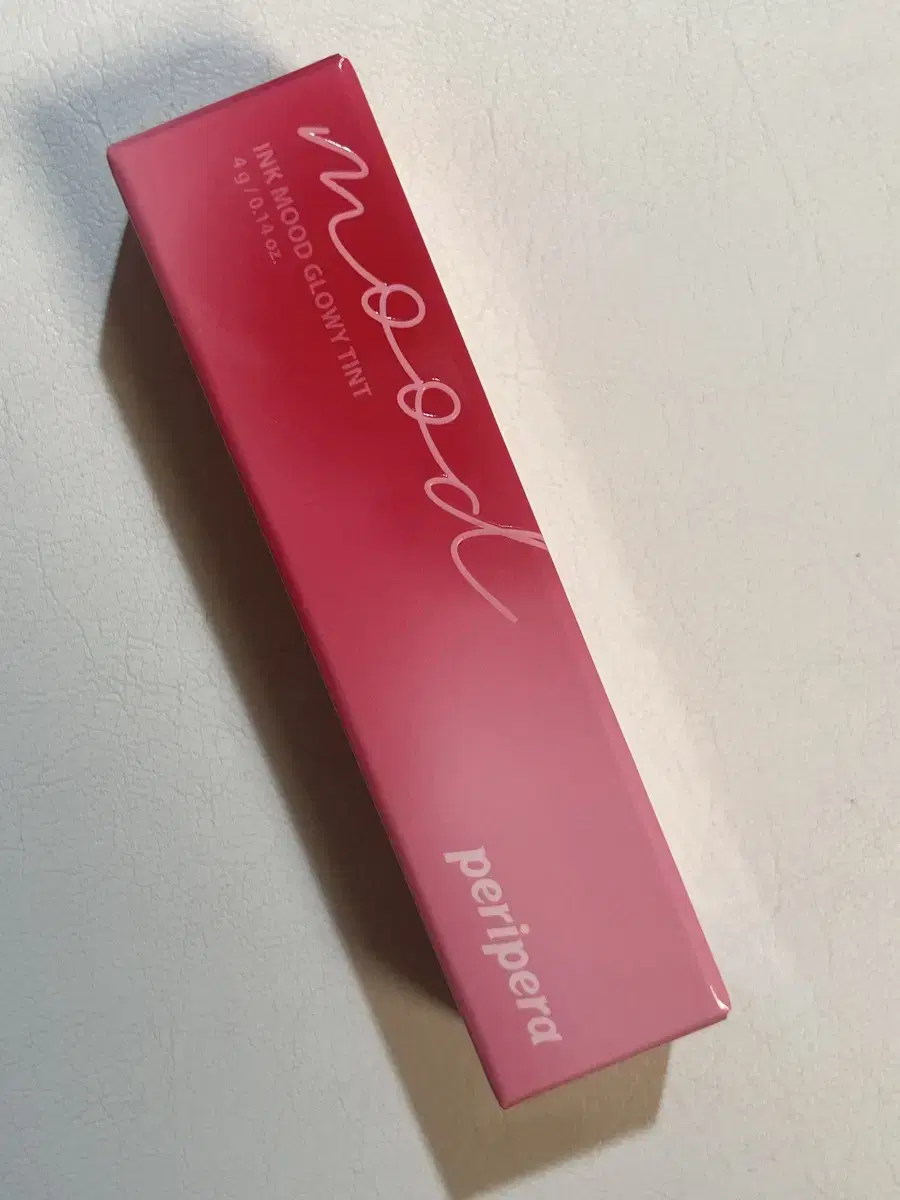 mood
INK MOOD GLOWY TINT
4 g / 0.14 oz.
peripera